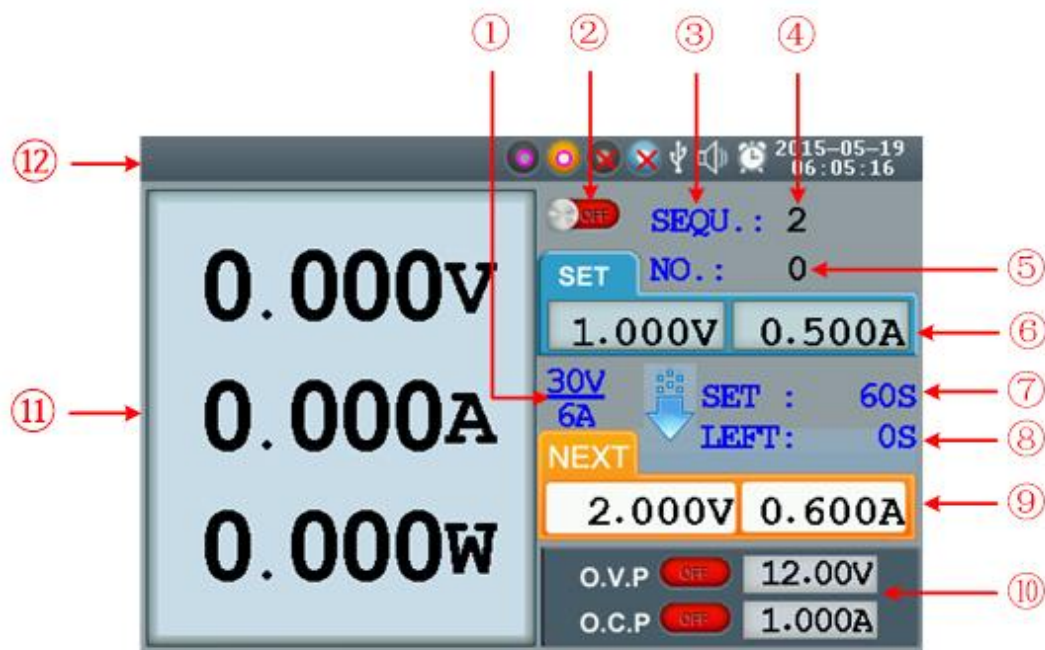 ① ② ③ ④
⑫
2015-05-19
06:05:16
OFF SEQU.: 2
NO.: 0 ⑤
SET
1.000V 0.500A ⑥
0.000V
0.000A
0.000W
⑪
30V
6A
SET : 60S ⑦
LEFT: 0S ⑧
NEXT
2.000V 0.600A ⑨
O.V.P OFF 12.00V
O.C.P OFF 1.000A
⑩